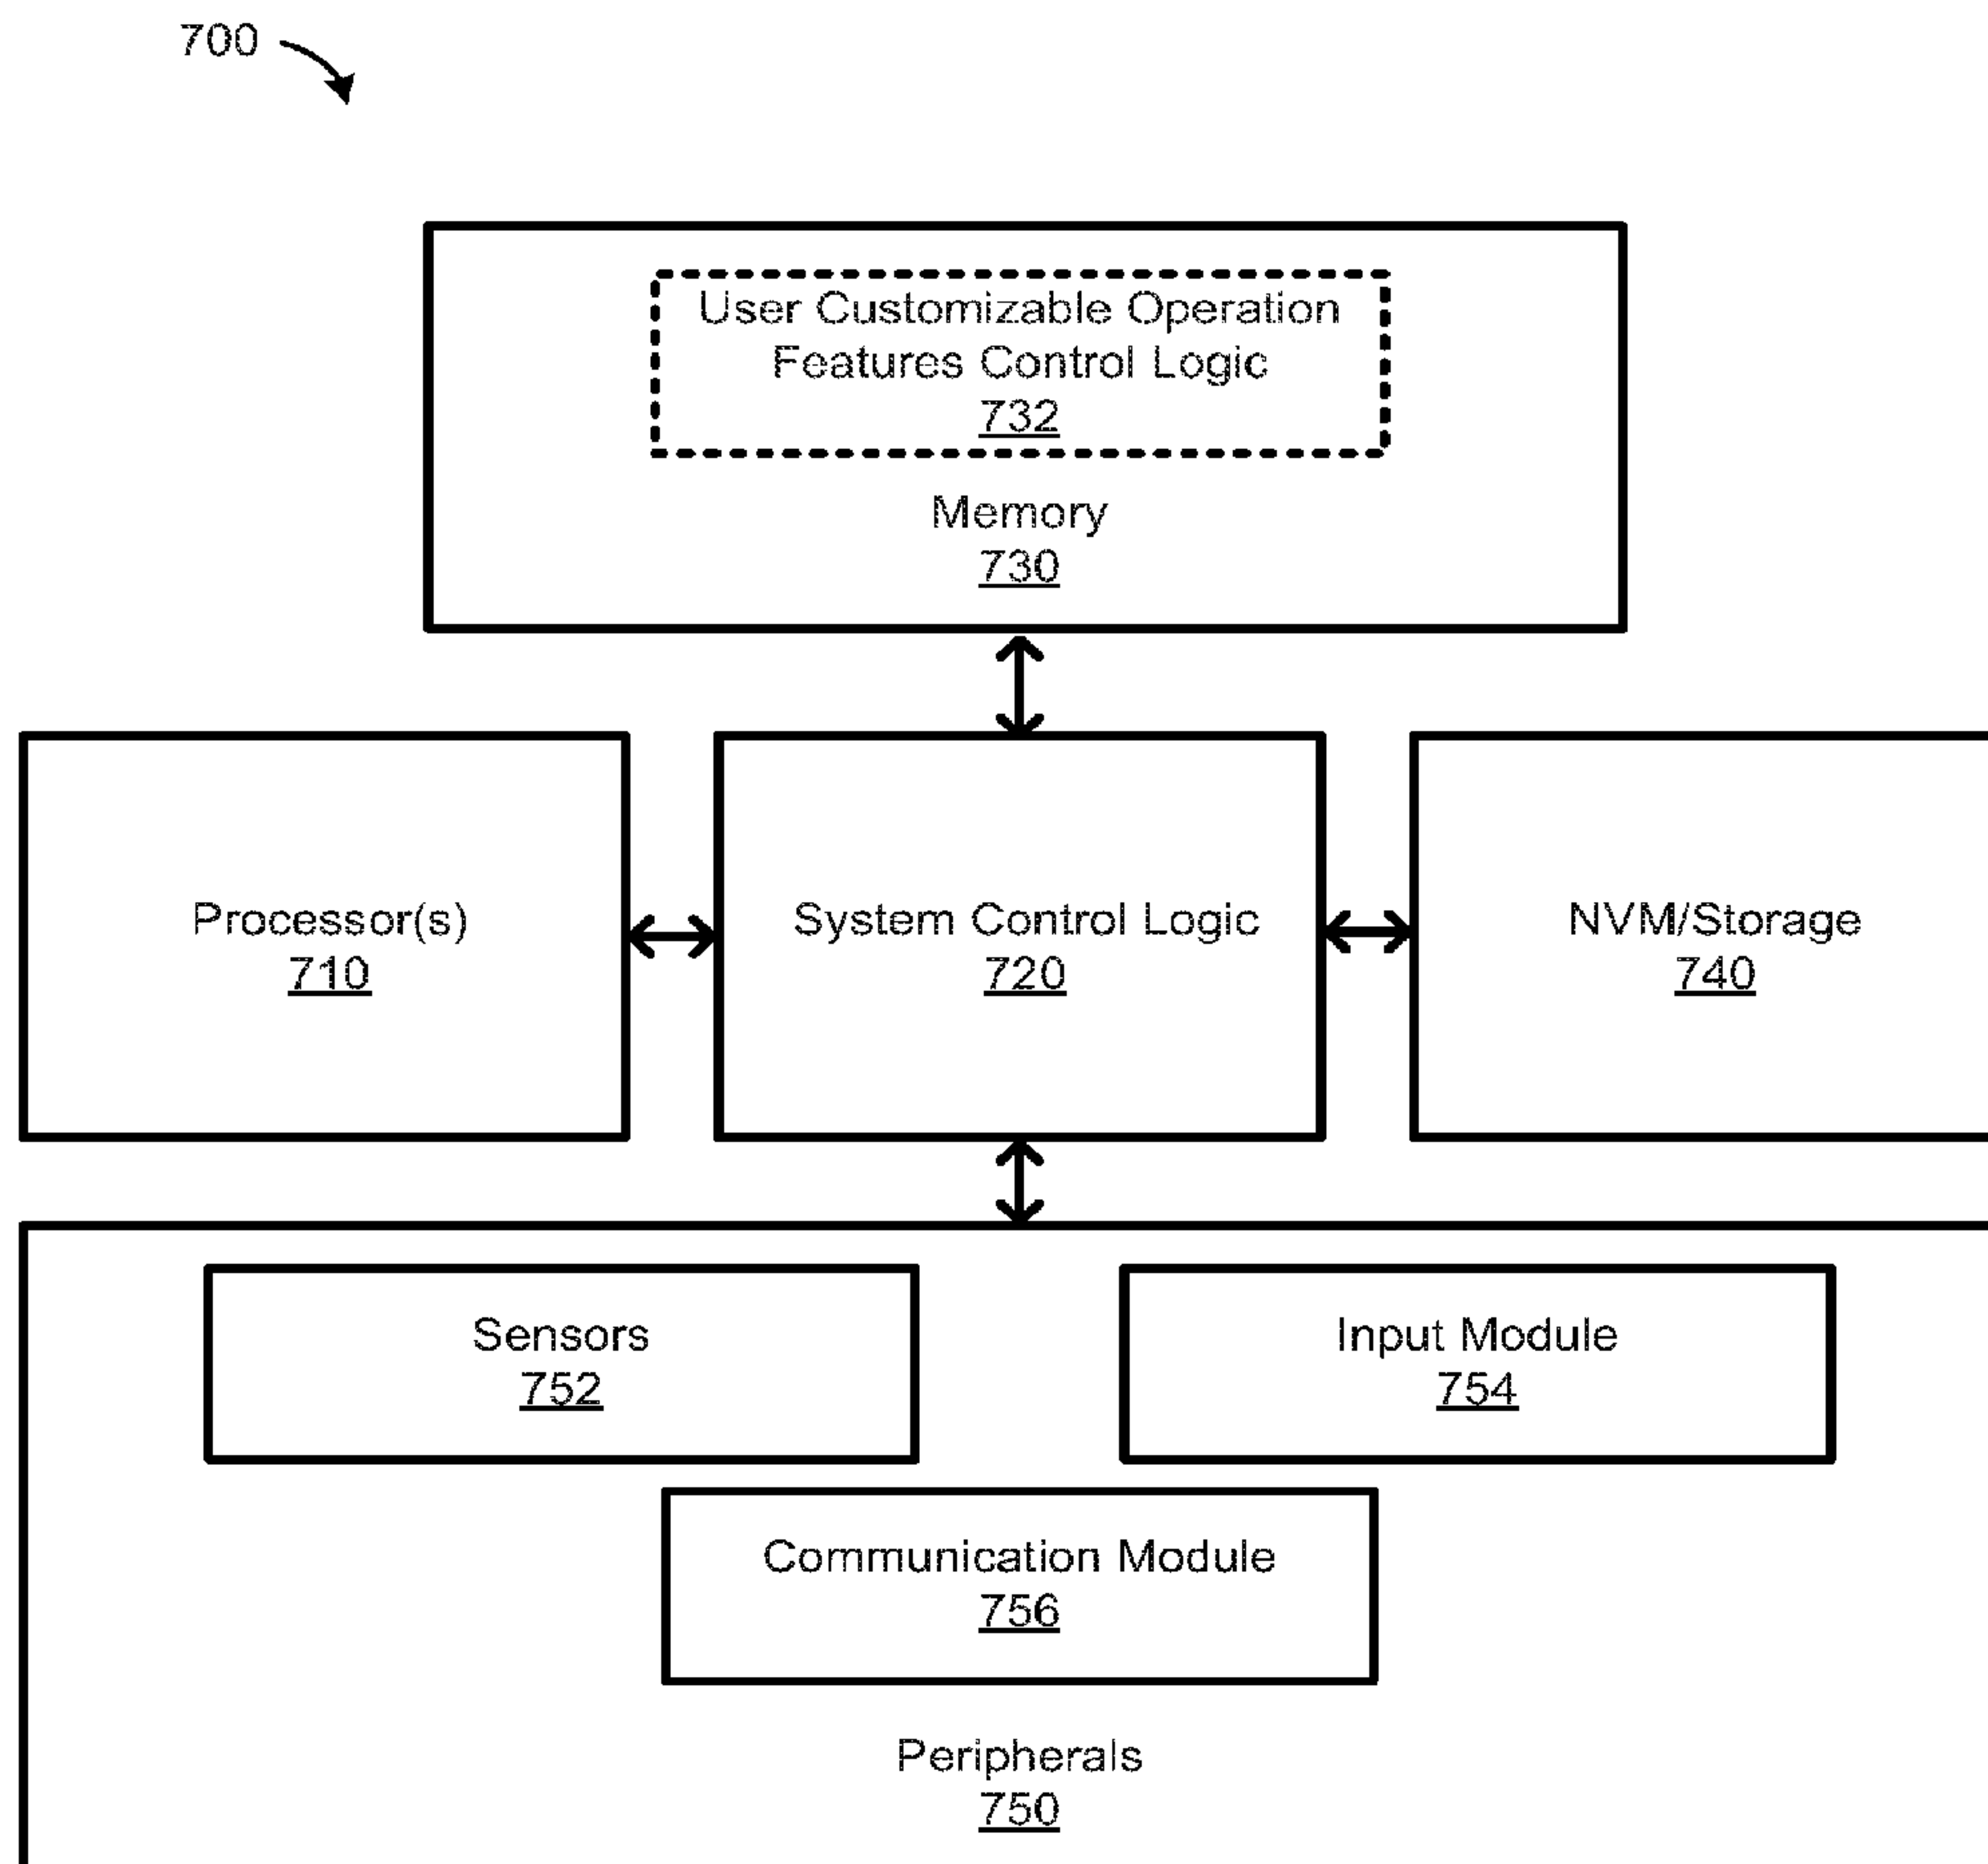 700
User Customizable Operation
Features Control Logic
732
Memory
730
Processor(s)
710
System Control Logic
720
NVM/Storage
740
Sensors
752
Input Module
754
Communication Module
756
Peripherals
750